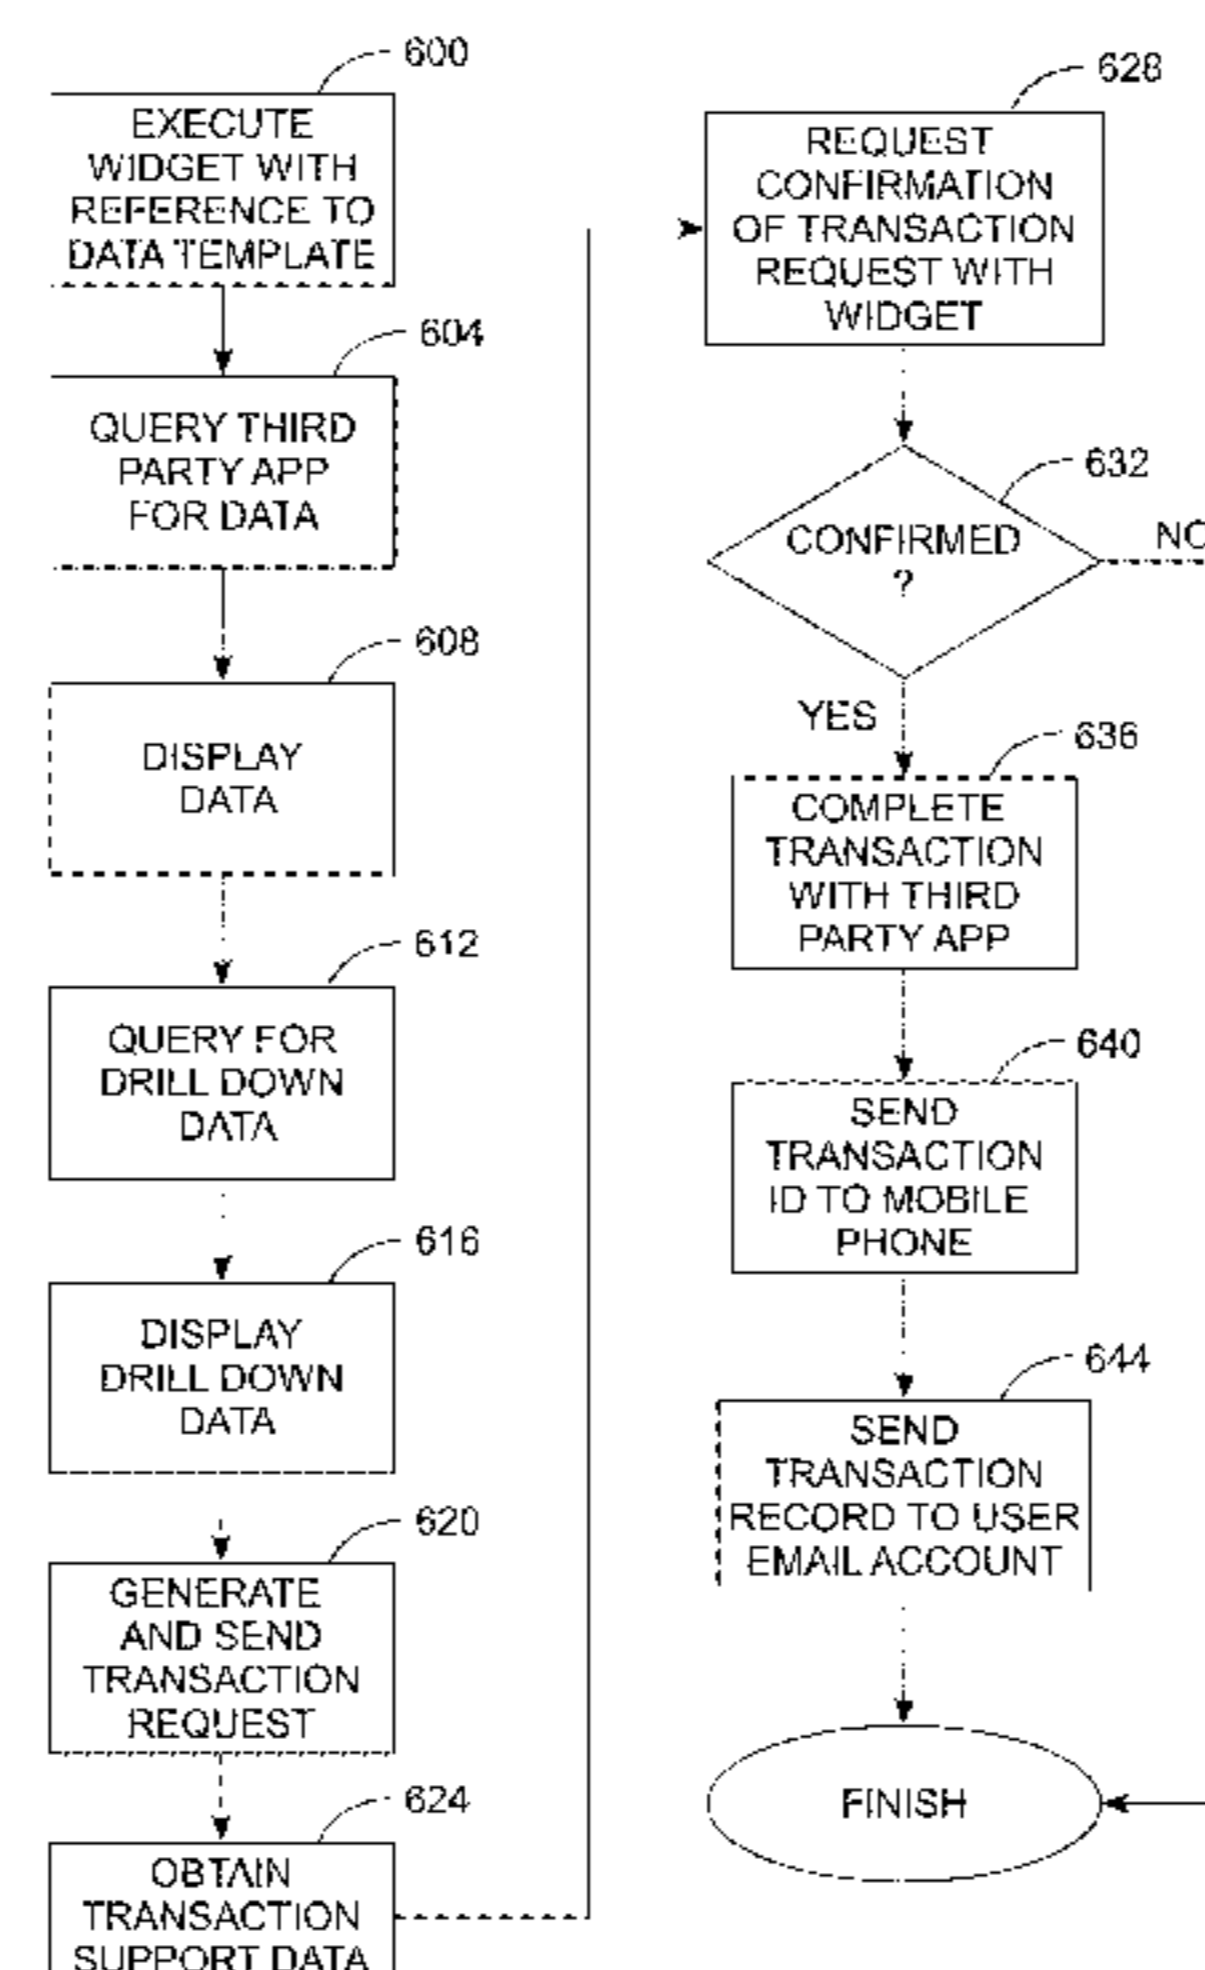 600
EXECUTE
WIDGET WITH
REFERENCE TO
DATA TEMPLATE
604
QUERY THIRD
PARTY APP
FOR DATA
608
DISPLAY
DATA
612
QUERY FOR
DRILL DOWN
DATA
616
DISPLAY
DRILL DOWN
DATA
620
GENERATE
AND SEND
TRANSACTION
REQUEST
624
OBTAIN
TRANSACTION
SUPPORT DATA
628
REQUEST
CONFIRMATION
OF TRANSACTION
REQUEST WITH
WIDGET
632
CONFIRMED
?
NO
YES
636
COMPLETE
TRANSACTION
WITH THIRD
PARTY APP
640
SEND
TRANSACTION
ID TO MOBILE
PHONE
644
SEND
TRANSACTION
RECORD TO USER
EMAIL ACCOUNT
FINISH